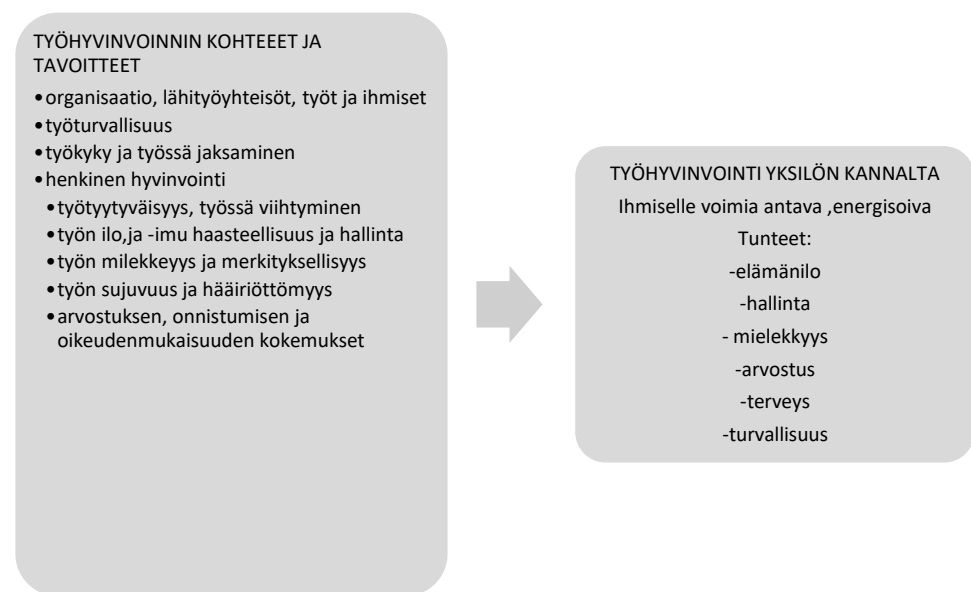 TYÖHYVINVOINNIN KOHTEEET JA
TAVOITTEET
•organisaatio, lähityöyhteisöt, työt ja ihmiset
•työturvallisuus
•työkyky ja työssä jaksaminen
•henkinen hyvinvointi
•työtyytyväisyys, työssä viihtyminen
•työn ilo,ja -imu haasteellisuus ja hallinta
•työn milekkeyys ja merkityksellisyys
•työn sujuvuus ja hääiriöttömyys
•arvostuksen, onnistumisen ja
oikeudenmukaisuuden kokemukset
TYÖHYVINVOINTI YKSILÖN KANNALTA
Ihmiselle voimia antava ,energisoiva
Tunteet:
-elämänilo
-hallinta
- mielekkyys
-arvostus
-terveys
-turvallisuus